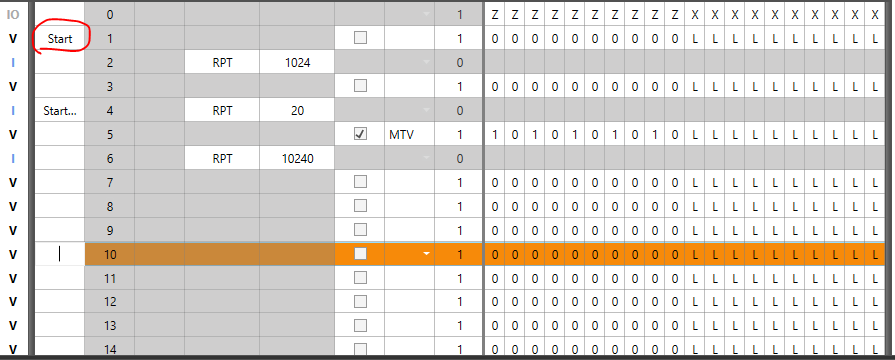 IO 0 1 Z Z Z Z Z Z Z Z Z Z X X X X X X X X X X
V Start 1 1 0 0 0 0 0 0 0 0 0 0 L L L L L L L L L L
I 2 RPT 1024 0
V 3 1 0 0 0 0 0 0 0 0 0 0 L L L L L L L L L L
I Start... 4 RPT 20 0
V 5 MTV 1 1 0 1 0 1 0 1 0 1 0 L L L L L L L L L L
I 6 RPT 10240 0
V 7 1 0 0 0 0 0 0 0 0 0 0 L L L L L L L L L L
V 8 1 0 0 0 0 0 0 0 0 0 0 L L L L L L L L L L
V 9 1 0 0 0 0 0 0 0 0 0 0 L L L L L L L L L L
V 10 1 0 0 0 0 0 0 0 0 0 0 L L L L L L L L L L
V 11 1 0 0 0 0 0 0 0 0 0 0 L L L L L L L L L L
V 12 1 0 0 0 0 0 0 0 0 0 0 L L L L L L L L L L
V 13 1 0 0 0 0 0 0 0 0 0 0 L L L L L L L L L L
V 14 1 0 0 0 0 0 0 0 0 0 0 L L L L L L L L L L